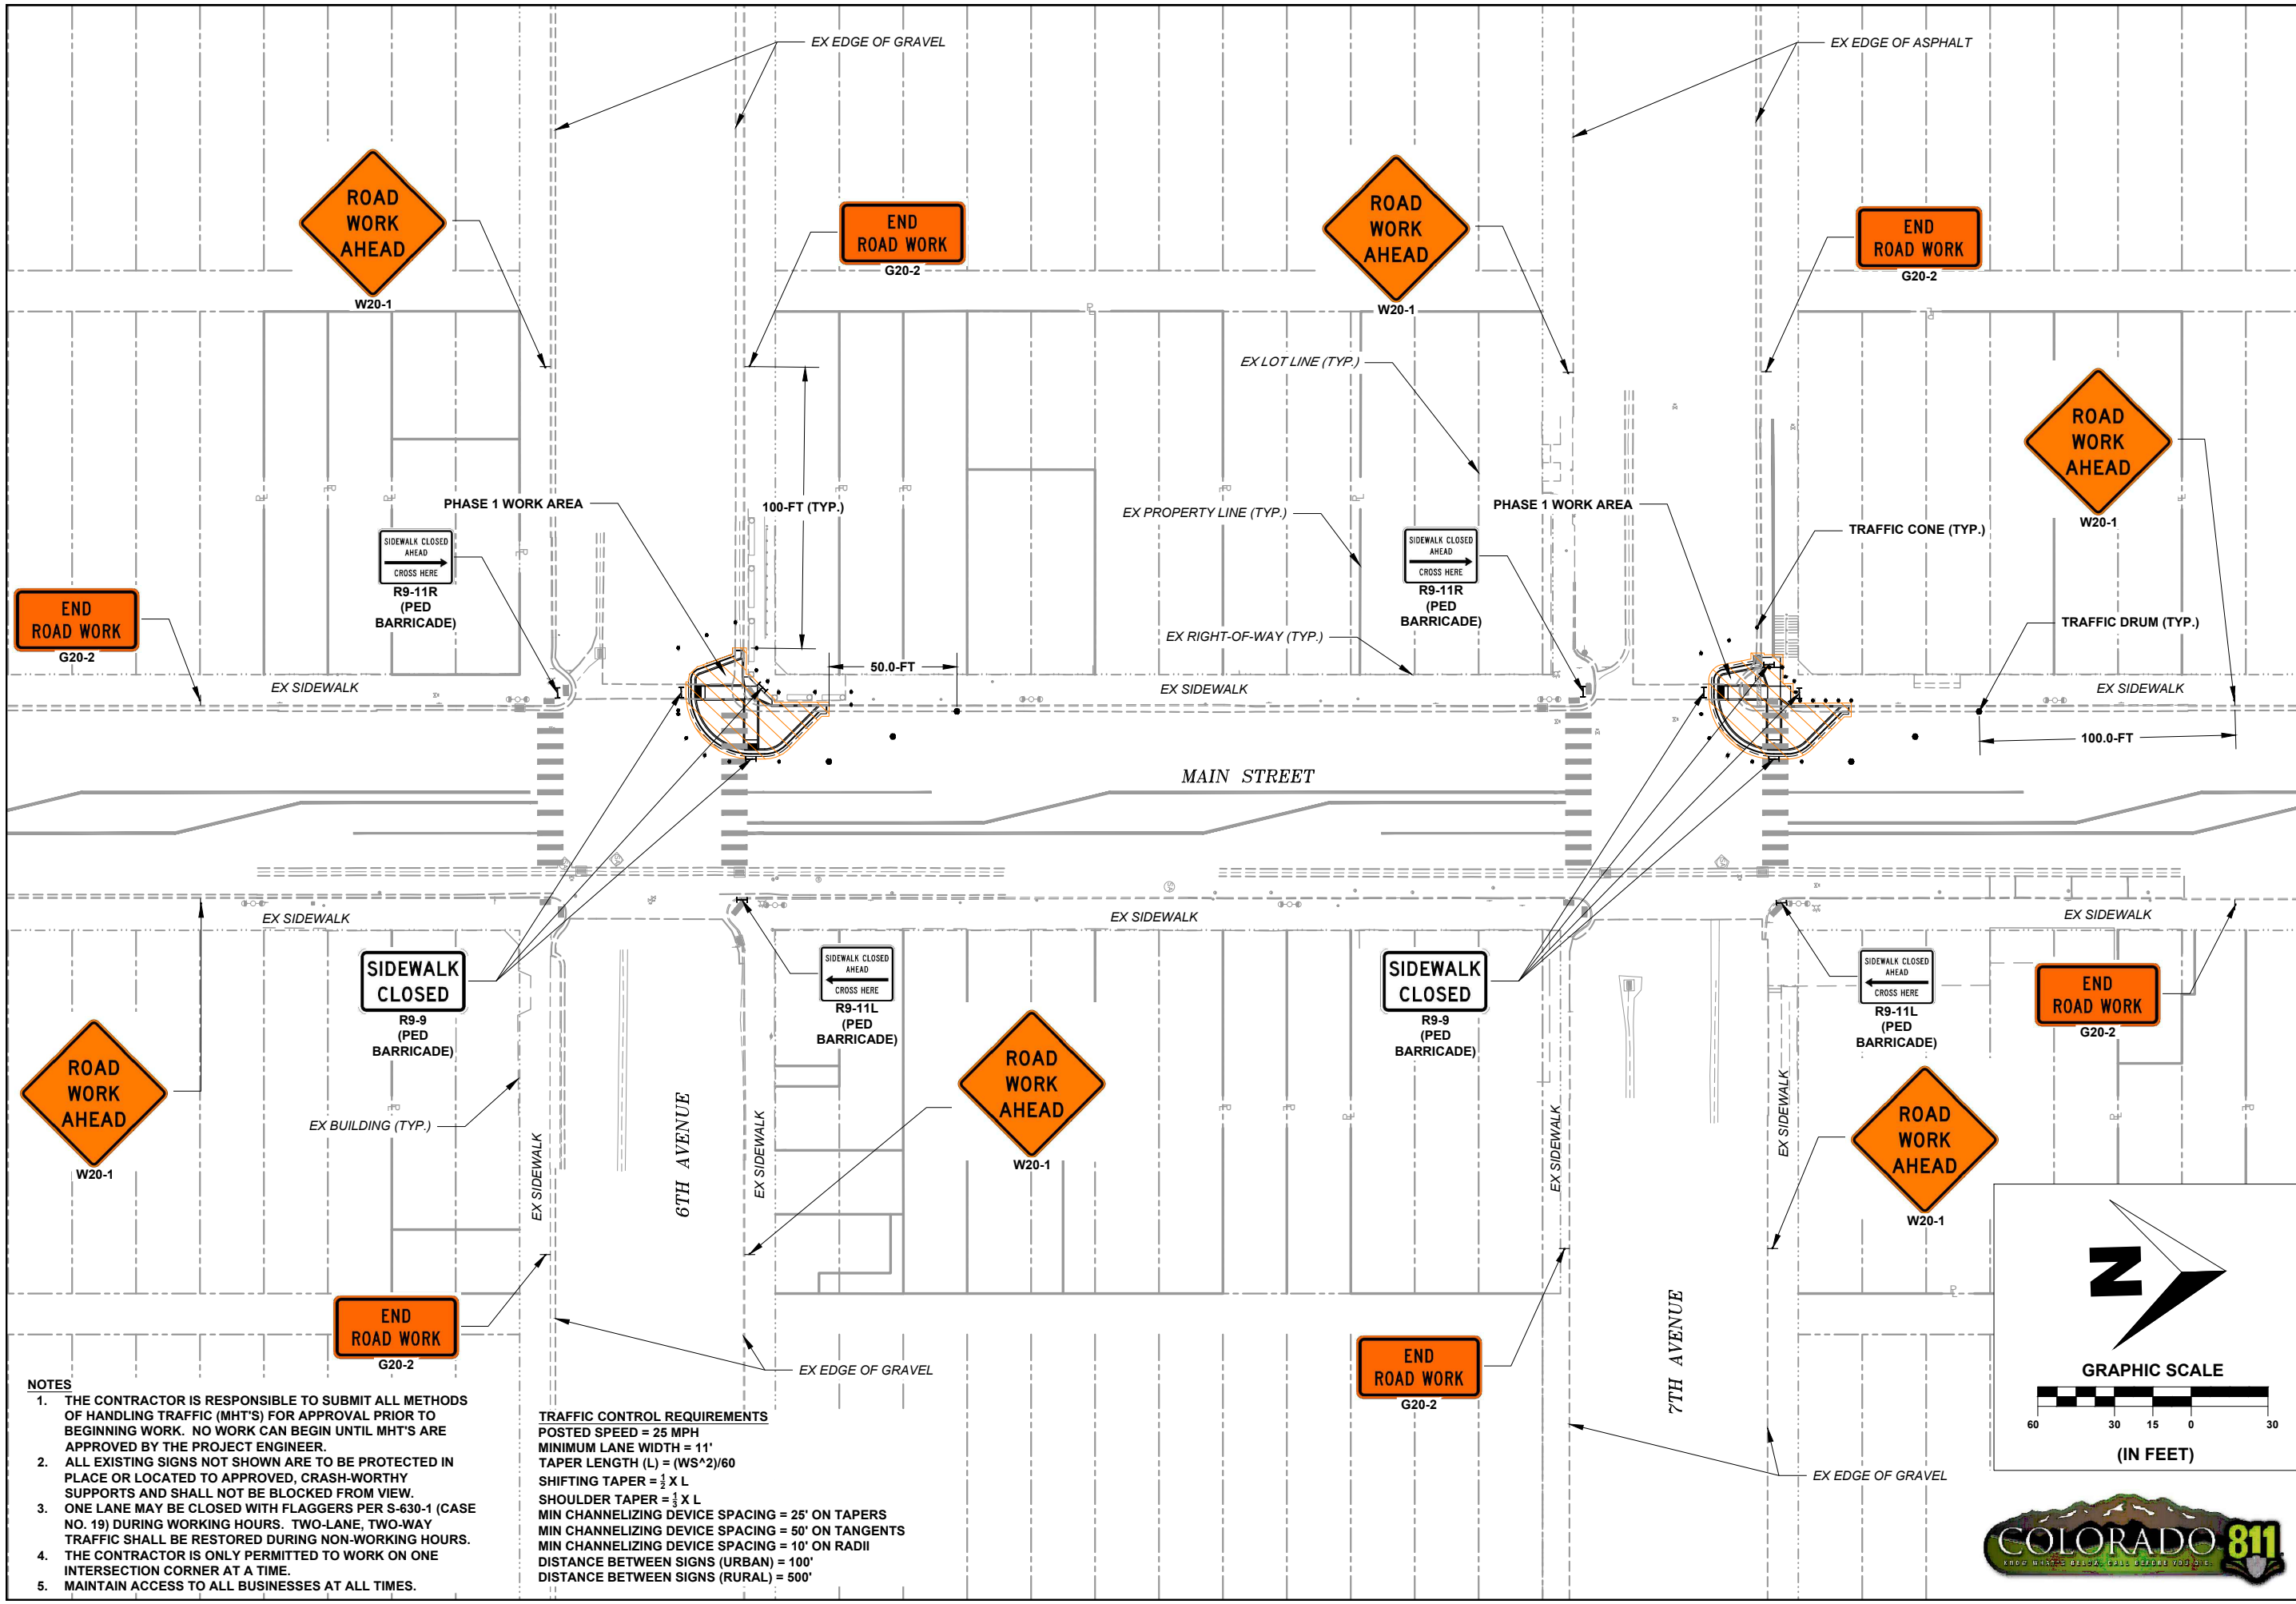 EX EDGE OF GRAVEL
EX EDGE OF ASPHALT
ROAD
WORK
AHEAD
W20-1
END
ROAD WORK
G20-2
ROAD
WORK
AHEAD
W20-1
END
ROAD WORK
G20-2
EX LOT LINE (TYP.)
ROAD
WORK
AHEAD
W20-1
PHASE 1 WORK AREA
100-FT (TYP.)
EX PROPERTY LINE (TYP.)
PHASE 1 WORK AREA
TRAFFIC CONE (TYP.)
SIDEWALK CLOSED
AHEAD
CROSS HERE
R9-11R
(PED
BARRICADE)
SIDEWALK CLOSED
AHEAD
CROSS HERE
R9-11R
(PED
BARRICADE)
END
ROAD WORK
G20-2
EX RIGHT-OF-WAY (TYP.)
TRAFFIC DRUM (TYP.)
50.0-FT
EX SIDEWALK
EX SIDEWALK
EX SIDEWALK
100.0-FT
MAIN STREET
EX SIDEWALK
EX SIDEWALK
EX SIDEWALK
SIDEWALK
CLOSED
R9-9
(PED
BARRICADE)
SIDEWALK CLOSED
AHEAD
CROSS HERE
R9-11L
(PED
BARRICADE)
SIDEWALK
CLOSED
R9-9
(PED
BARRICADE)
SIDEWALK CLOSED
AHEAD
CROSS HERE
R9-11L
(PED
BARRICADE)
END
ROAD WORK
G20-2
ROAD
WORK
AHEAD
W20-1
EX BUILDING (TYP.)
EX SIDEWALK
6TH AVENUE
EX SIDEWALK
ROAD
WORK
AHEAD
W20-1
EX SIDEWALK
EX SIDEWALK
ROAD
WORK
AHEAD
W20-1
END
ROAD WORK
G20-2
EX EDGE OF GRAVEL
END
ROAD WORK
G20-2
7TH AVENUE
EX EDGE OF GRAVEL
N
GRAPHIC SCALE
60 30 15 0 30
(IN FEET)
NOTES
1. THE CONTRACTOR IS RESPONSIBLE TO SUBMIT ALL METHODS
OF HANDLING TRAFFIC (MHT'S) FOR APPROVAL PRIOR TO
BEGINNING WORK. NO WORK CAN BEGIN UNTIL MHT'S ARE
APPROVED BY THE PROJECT ENGINEER.
2. ALL EXISTING SIGNS NOT SHOWN ARE TO BE PROTECTED IN
PLACE OR LOCATED TO APPROVED, CRASH-WORTHY
SUPPORTS AND SHALL NOT BE BLOCKED FROM VIEW.
3. ONE LANE MAY BE CLOSED WITH FLAGGERS PER S-630-1 (CASE
NO. 19) DURING WORKING HOURS. TWO-LANE, TWO-WAY
TRAFFIC SHALL BE RESTORED DURING NON-WORKING HOURS.
4. THE CONTRACTOR IS ONLY PERMITTED TO WORK ON ONE
INTERSECTION CORNER AT A TIME.
5. MAINTAIN ACCESS TO ALL BUSINESSES AT ALL TIMES.
TRAFFIC CONTROL REQUIREMENTS
POSTED SPEED = 25 MPH
MINIMUM LANE WIDTH = 11'
TAPER LENGTH (L) = (WS^2)/60
SHIFTING TAPER = 1/2 X L
SHOULDER TAPER = 1/3 X L
MIN CHANNELIZING DEVICE SPACING = 25' ON TAPERS
MIN CHANNELIZING DEVICE SPACING = 50' ON TANGENTS
MIN CHANNELIZING DEVICE SPACING = 10' ON RADII
DISTANCE BETWEEN SIGNS (URBAN) = 100'
DISTANCE BETWEEN SIGNS (RURAL) = 500'
COLORADO 811